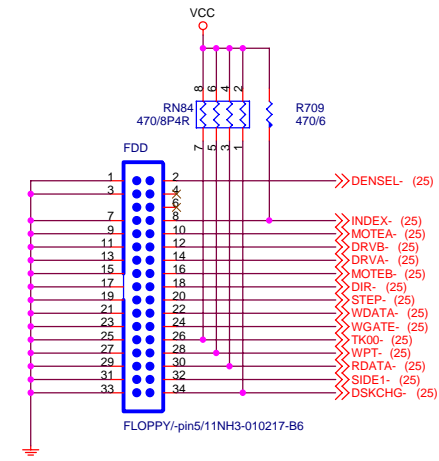 VCC
8 6 4 2
RN84
470/8P4R
R709
470/6
7 5 3 1
FDD
1 2 DENSEL- (25)
3 4
6
7 8 INDEX- (25)
9 10 MOTEA- (25)
11 12 DRVB- (25)
13 14 DRVA- (25)
15 16 MOTEB- (25)
17 18 DIR- (25)
19 20 STEP- (25)
21 22 WDATA- (25)
23 24 WGATE- (25)
25 26 TK00- (25)
27 28 WPT- (25)
29 30 RDATA- (25)
31 32 SIDE1- (25)
33 34 DSKCHG- (25)
FLOPPY/-pin5/11NH3-010217-B6